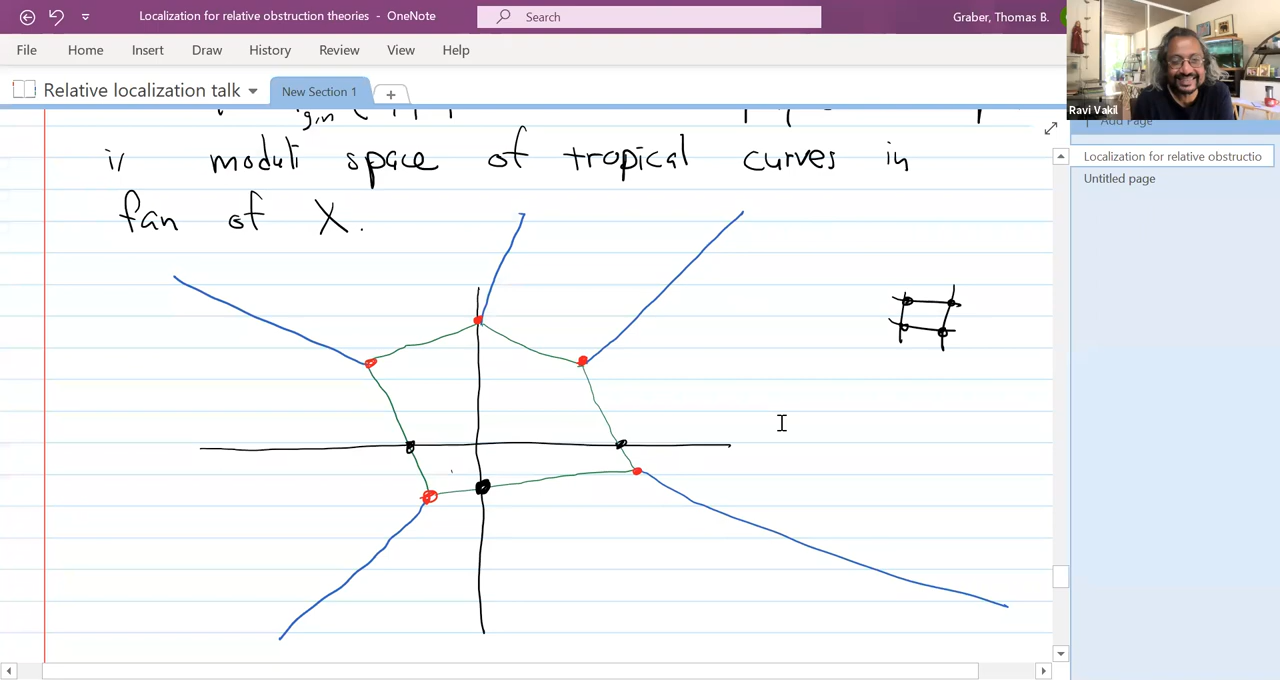 Localization for relative obstruction theories - OneNote
Search
Graber, Thomas B.
File Home Insert Draw History Review View Help
Relative localization talk
New Section 1
Ravi Vakil
Add Page
Localization for relative obstructio
Untitled page
is moduli space of tropical curves in
fan of X.